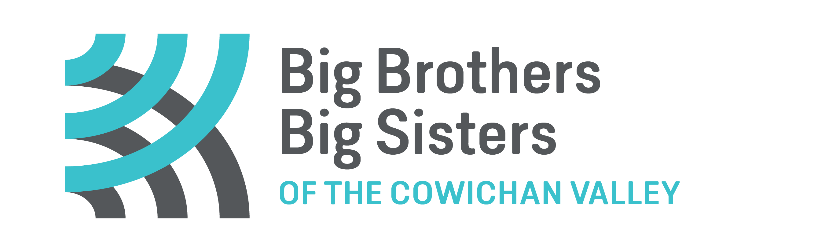 Big Brothers
Big Sisters
OF THE COWICHAN VALLEY